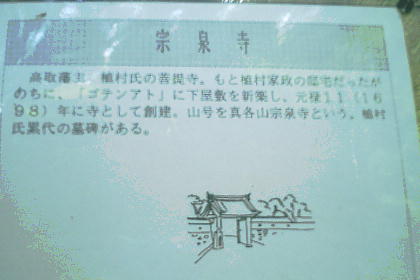 宗泉寺
高取藩主、植村氏の菩提寺。もと植村家政の邸宅だったが
のちに、「ゴテンアト」に下屋敷を新築し、元禄11(16
98)年に寺として創建。山号を真各山宗泉寺という。植村
氏累代の墓碑がある。